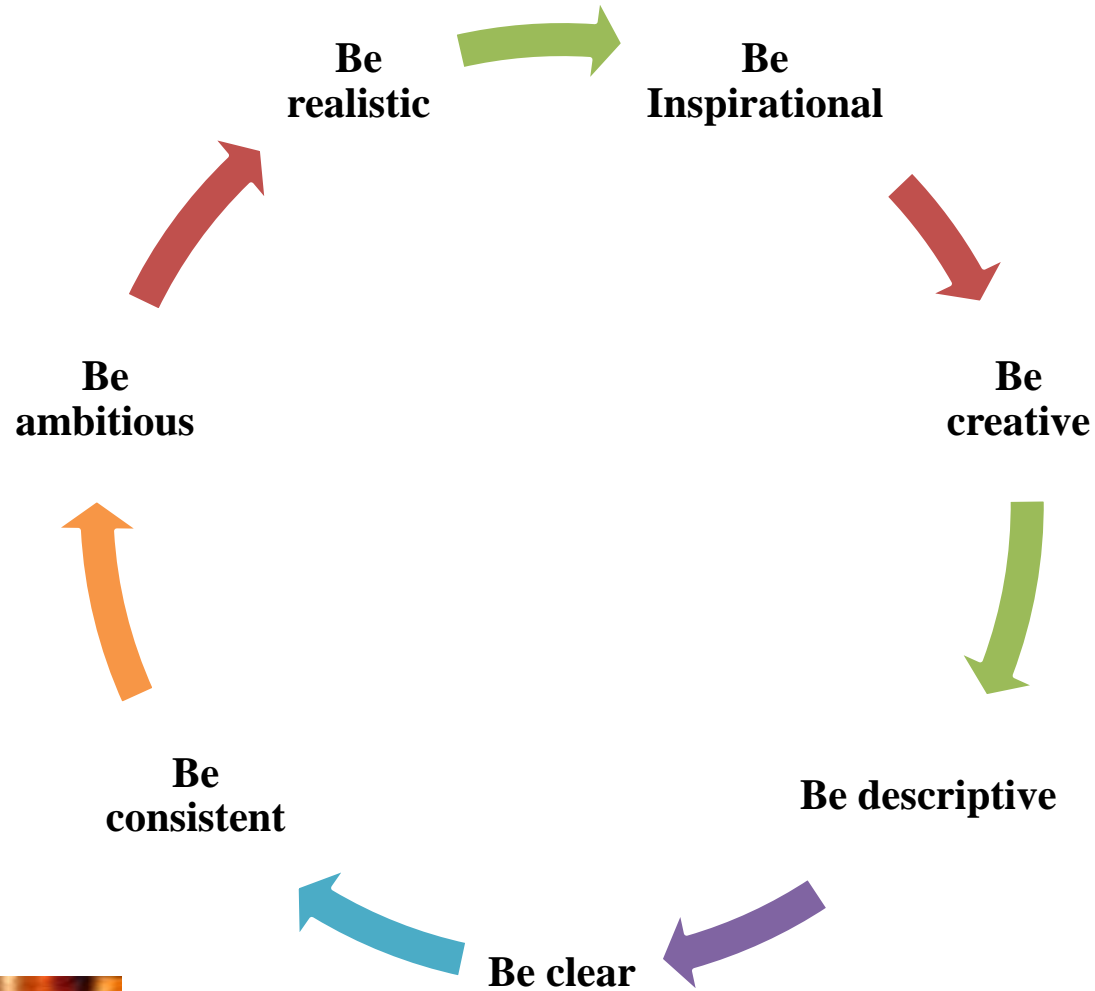 Be
realistic
Be
Inspirational
Be
creative
Be descriptive
Be clear
Be
consistent
Be
ambitious